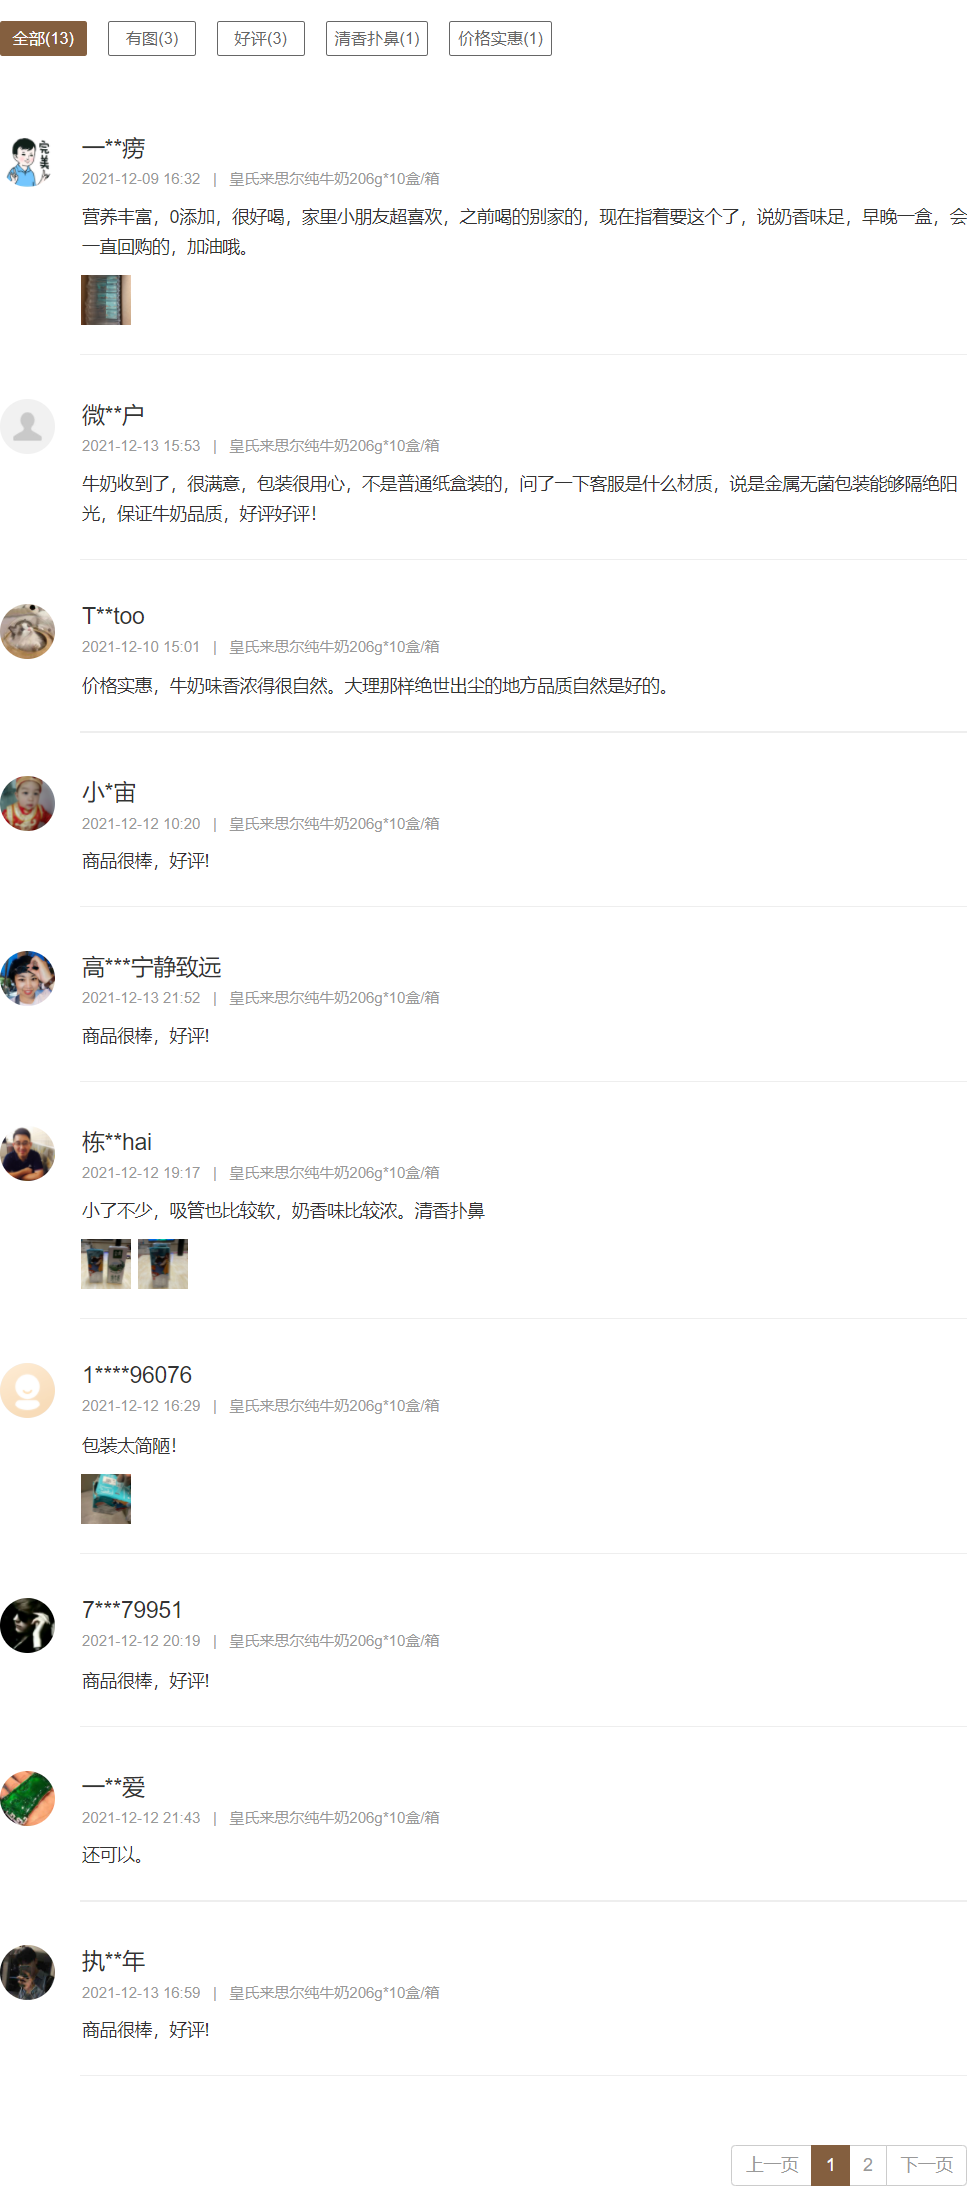 全部(13) 有图(3) 好评(3) 清香扑鼻(1) 价格实惠(1)
完美
一**痨
2021-12-09 16:32 | 皇氏来思尔纯牛奶206g*10盒/箱
营养丰富，0添加，很好喝，家里小朋友超喜欢，之前喝的别家的，现在指着要这个了，说奶香味足，早晚一盒，会
一直回购的，加油哦。
微**户
2021-12-13 15:53 | 皇氏来思尔纯牛奶206g*10盒/箱
牛奶收到了，很满意，包装很用心，不是普通纸盒装的，问了一下客服是什么材质，说是金属无菌包装能够隔绝阳
光，保证牛奶品质，好评好评！
T**too
2021-12-10 15:01 | 皇氏来思尔纯牛奶206g*10盒/箱
价格实惠，牛奶味香浓得很自然。大理那样绝世出尘的地方品质自然是好的。
小*宙
2021-12-12 10:20 | 皇氏来思尔纯牛奶206g*10盒/箱
商品很棒，好评!
高***宁静致远
2021-12-13 21:52 | 皇氏来思尔纯牛奶206g*10盒/箱
商品很棒，好评!
栋**hai
2021-12-12 19:17 | 皇氏来思尔纯牛奶206g*10盒/箱
小了不少，吸管也比较软，奶香味比较浓。清香扑鼻
1****96076
2021-12-12 16:29 | 皇氏来思尔纯牛奶206g*10盒/箱
包装太简陋！
7***79951
2021-12-12 20:19 | 皇氏来思尔纯牛奶206g*10盒/箱
商品很棒，好评!
一**爱
2021-12-12 21:43 | 皇氏来思尔纯牛奶206g*10盒/箱
还可以。
执**年
2021-12-13 16:59 | 皇氏来思尔纯牛奶206g*10盒/箱
商品很棒，好评!
上一页 1 2 下一页